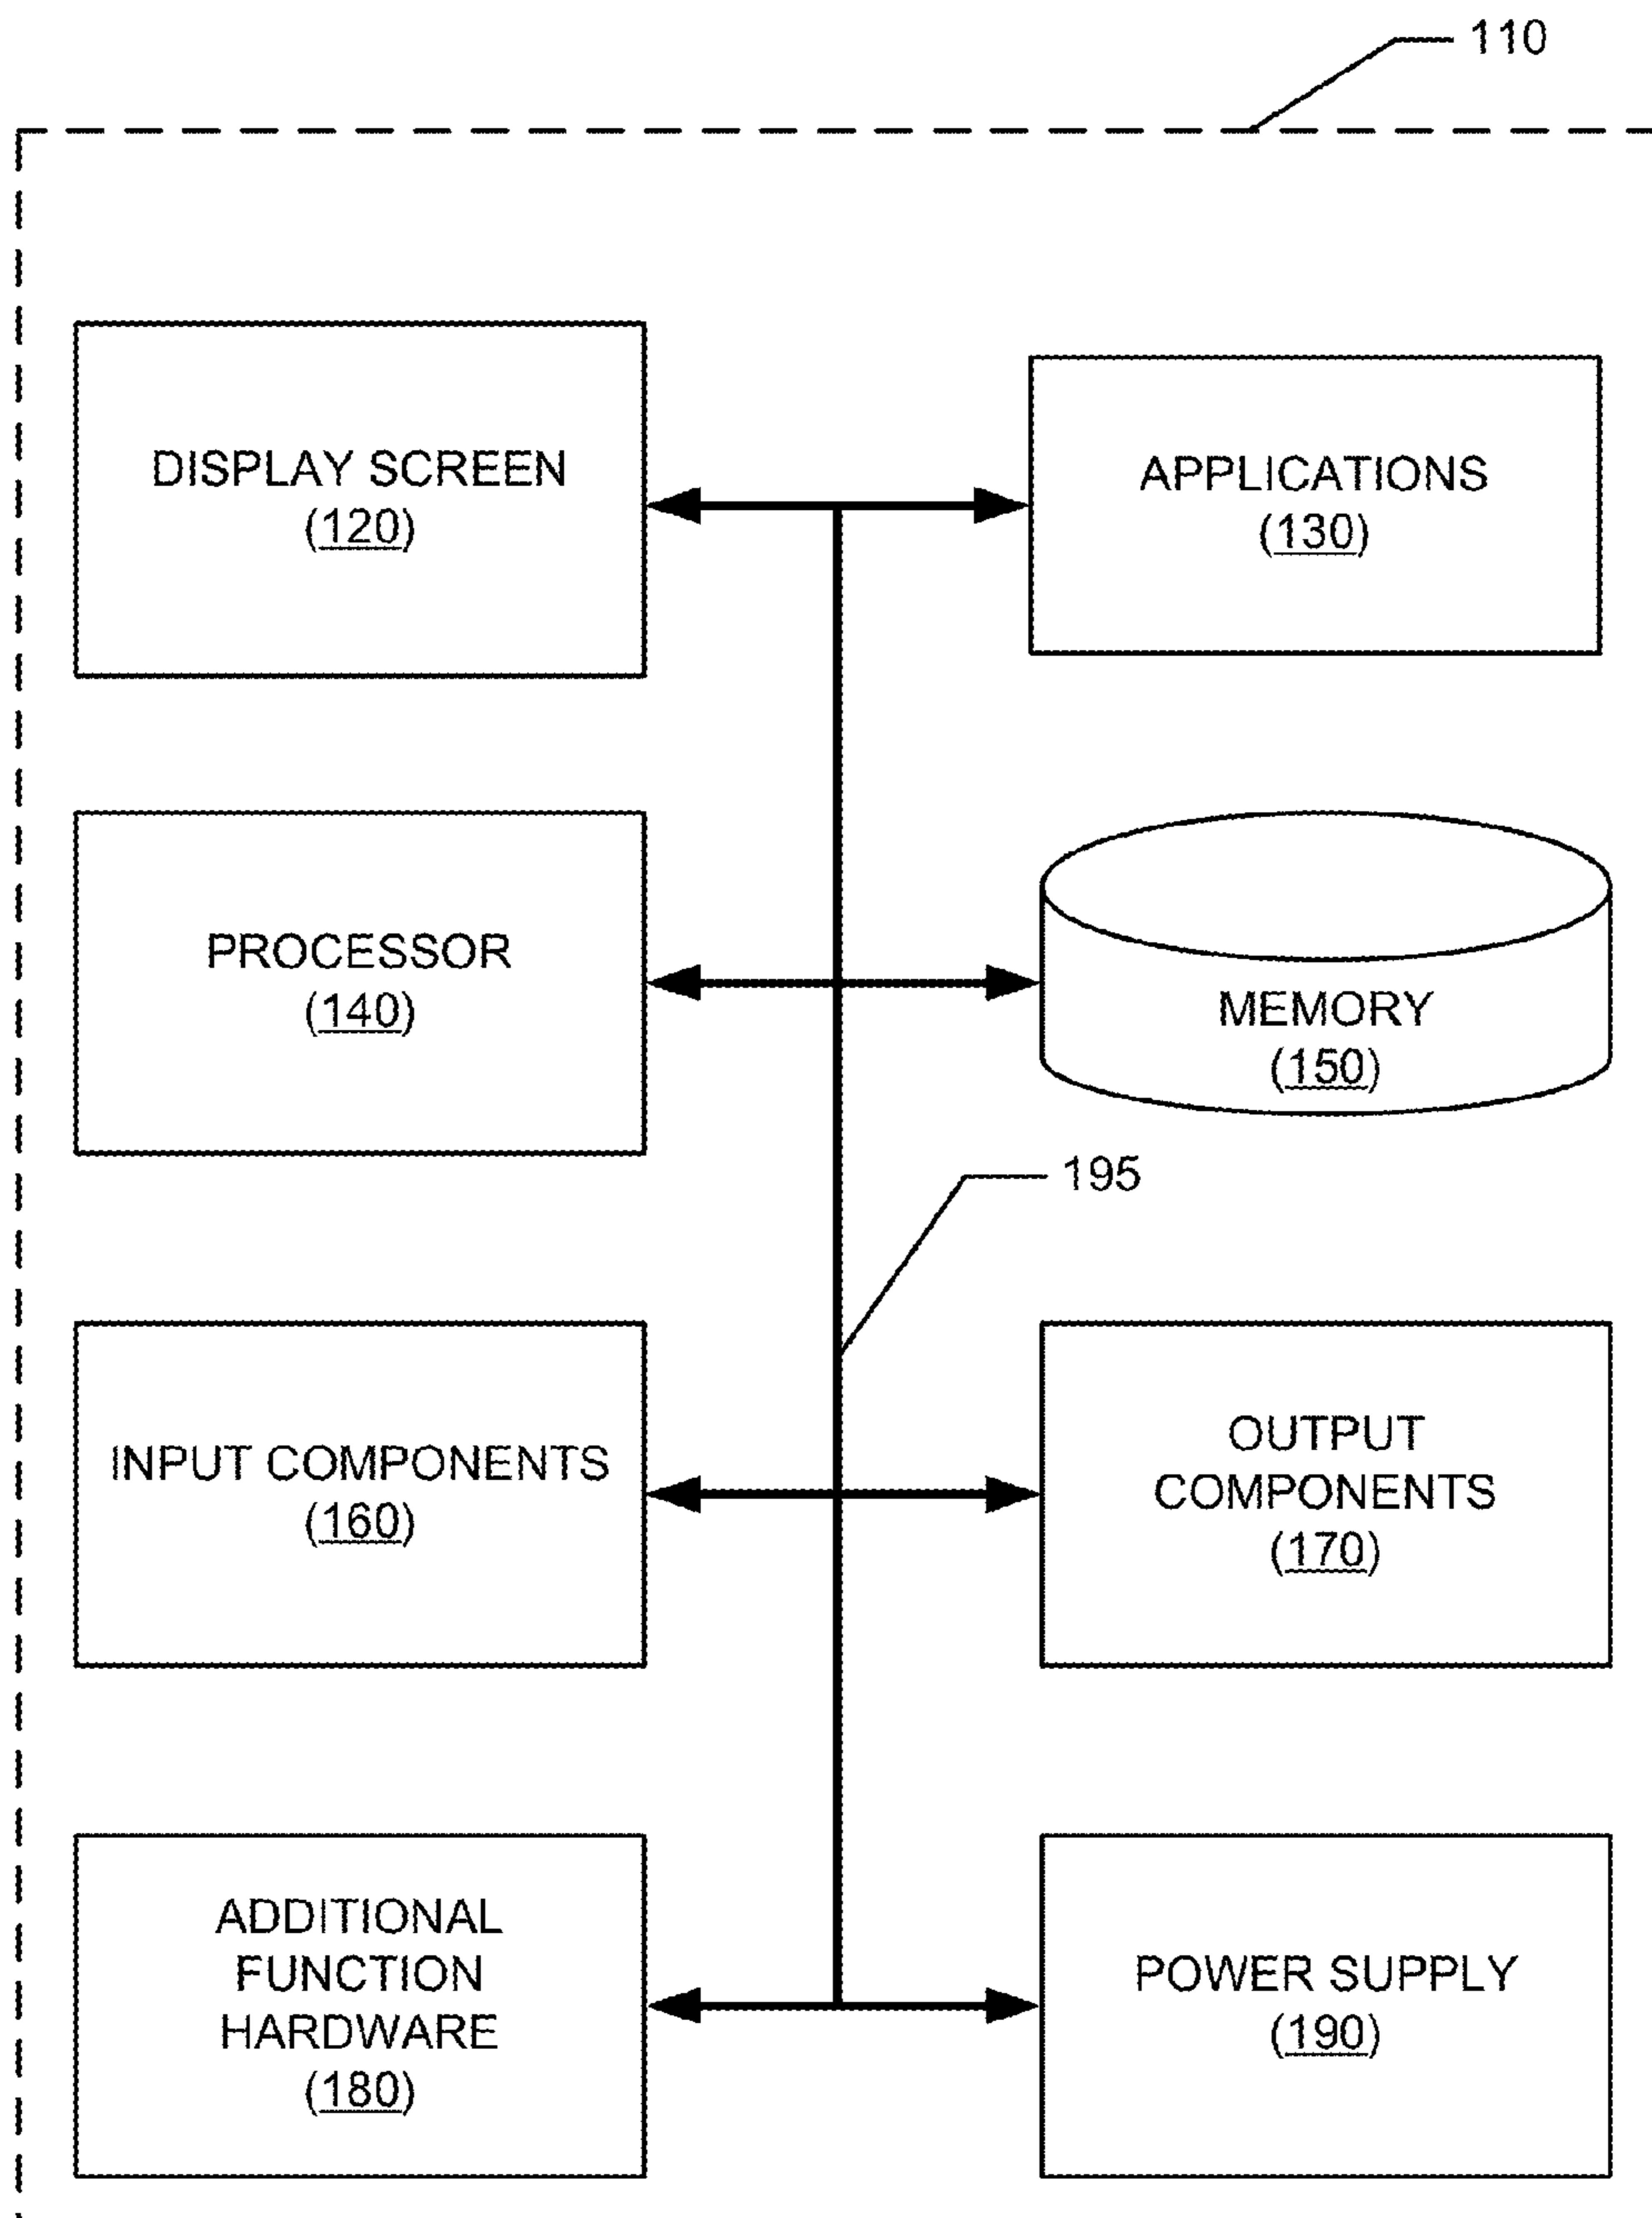 110
DISPLAY SCREEN
(120)
APPLICATIONS
(130)
PROCESSOR
(140)
MEMORY
(150)
195
INPUT COMPONENTS
(160)
OUTPUT
COMPONENTS
(170)
ADDITIONAL
FUNCTION
HARDWARE
(180)
POWER SUPPLY
(190)